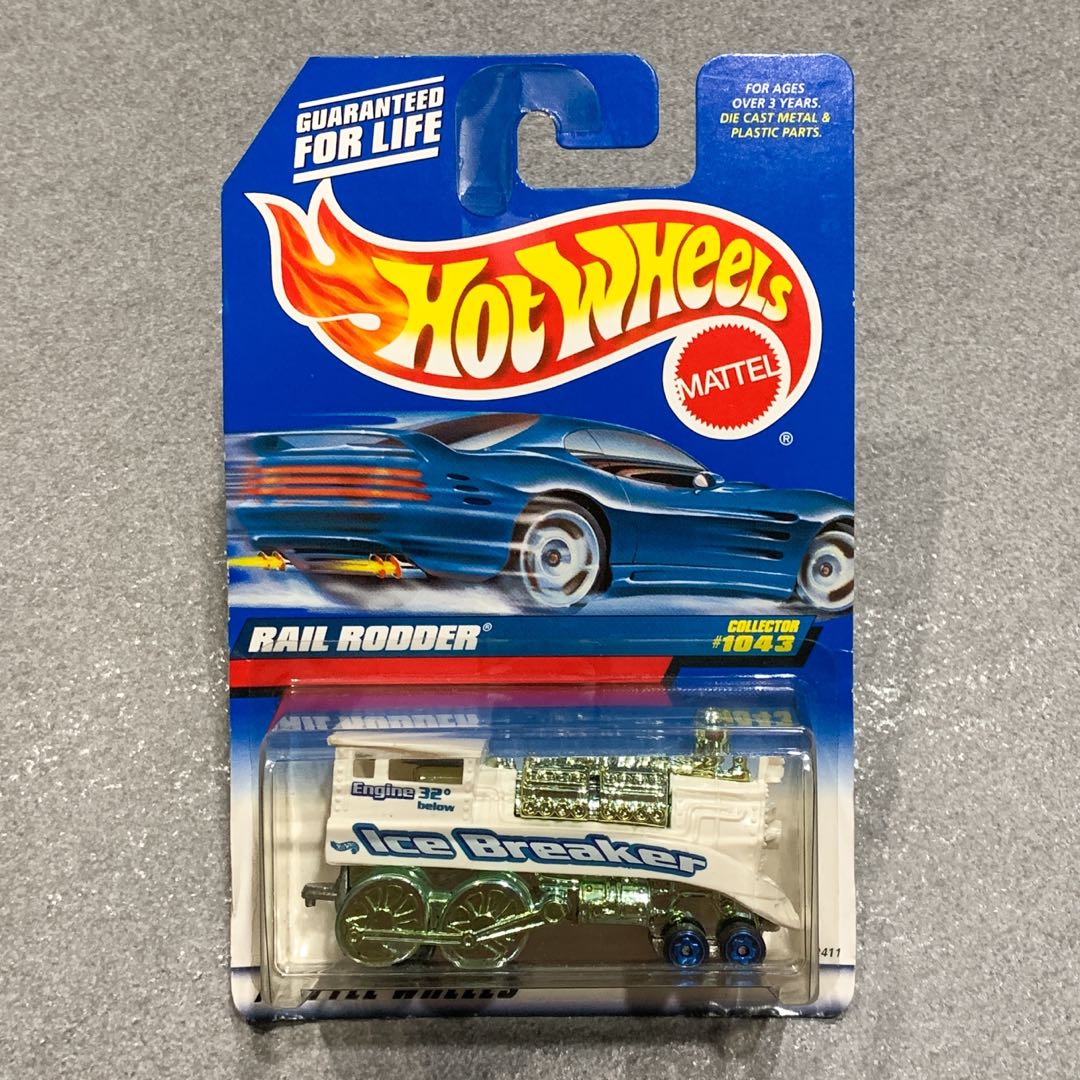 GUARANTEED
FOR LIFE
FOR AGES
OVER 3 YEARS.
DIE CAST METAL &
PLASTIC PARTS.
HOT WHEELS
MATTEL
®
RAIL RODDER®
COLLECTOR
#1043
Engine 32°
below
Ice Breaker
WHEELS